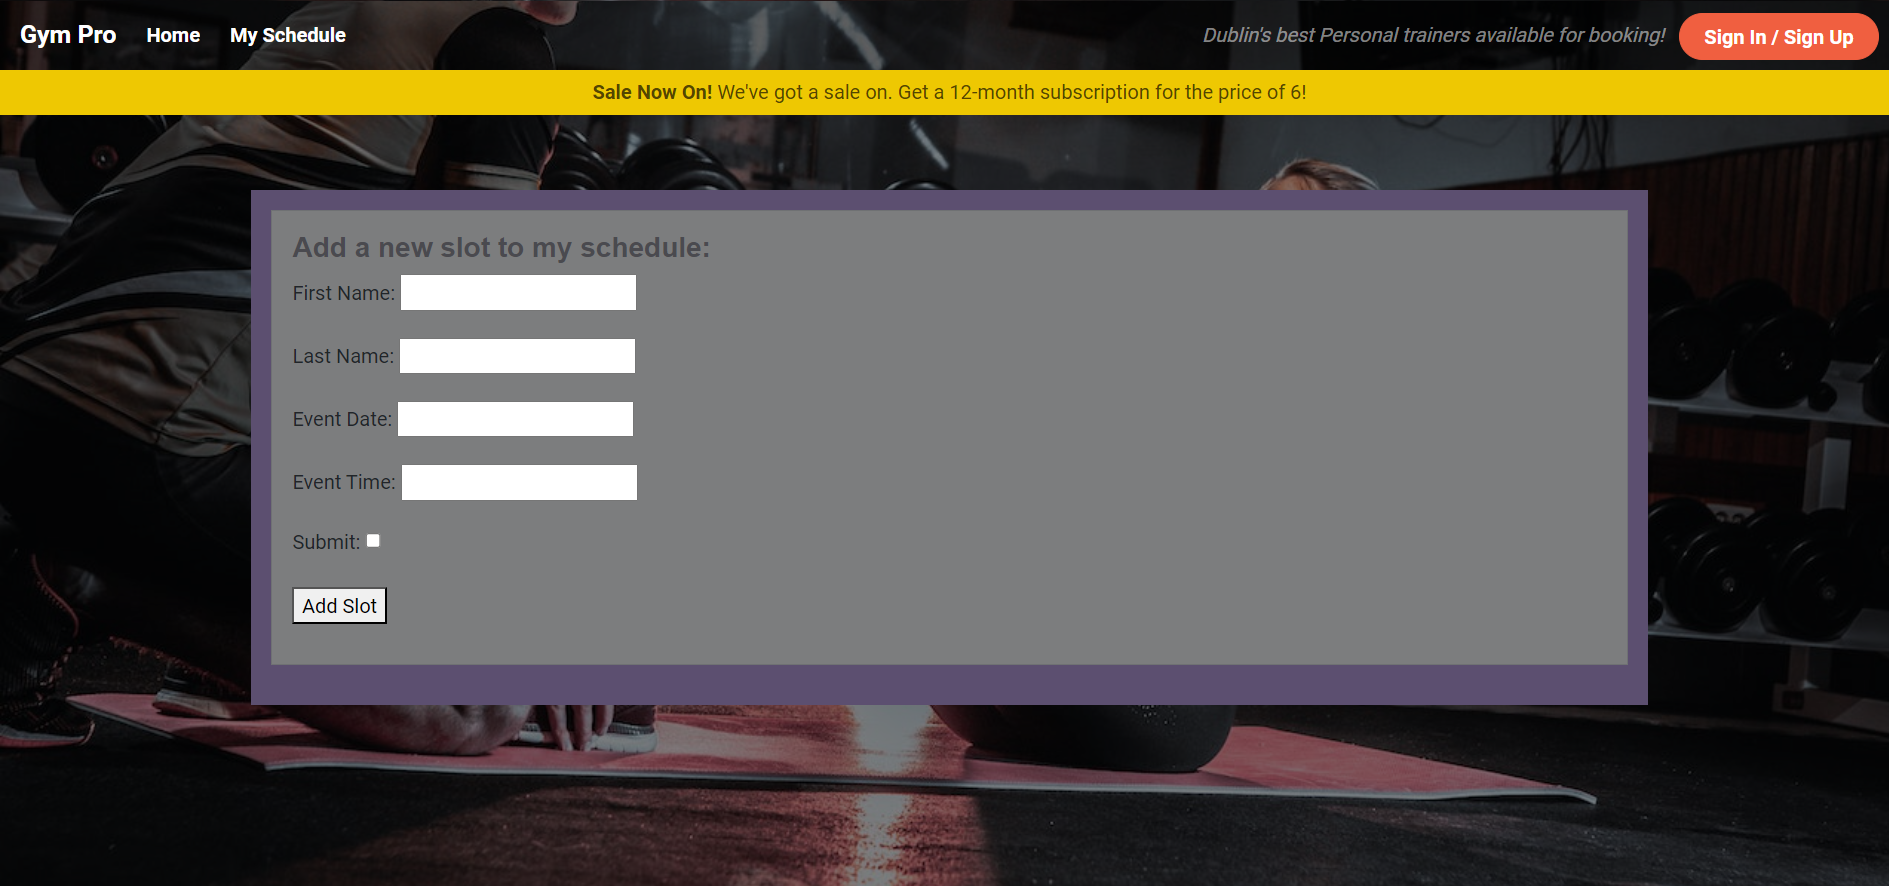 Gym Pro Home My Schedule Dublin's best Personal trainers available for booking! Sign In / Sign Up
Sale Now On! We've got a sale on. Get a 12-month subscription for the price of 6!
Add a new slot to my schedule:
First Name:
Last Name:
Event Date:
Event Time:
Submit:
Add Slot